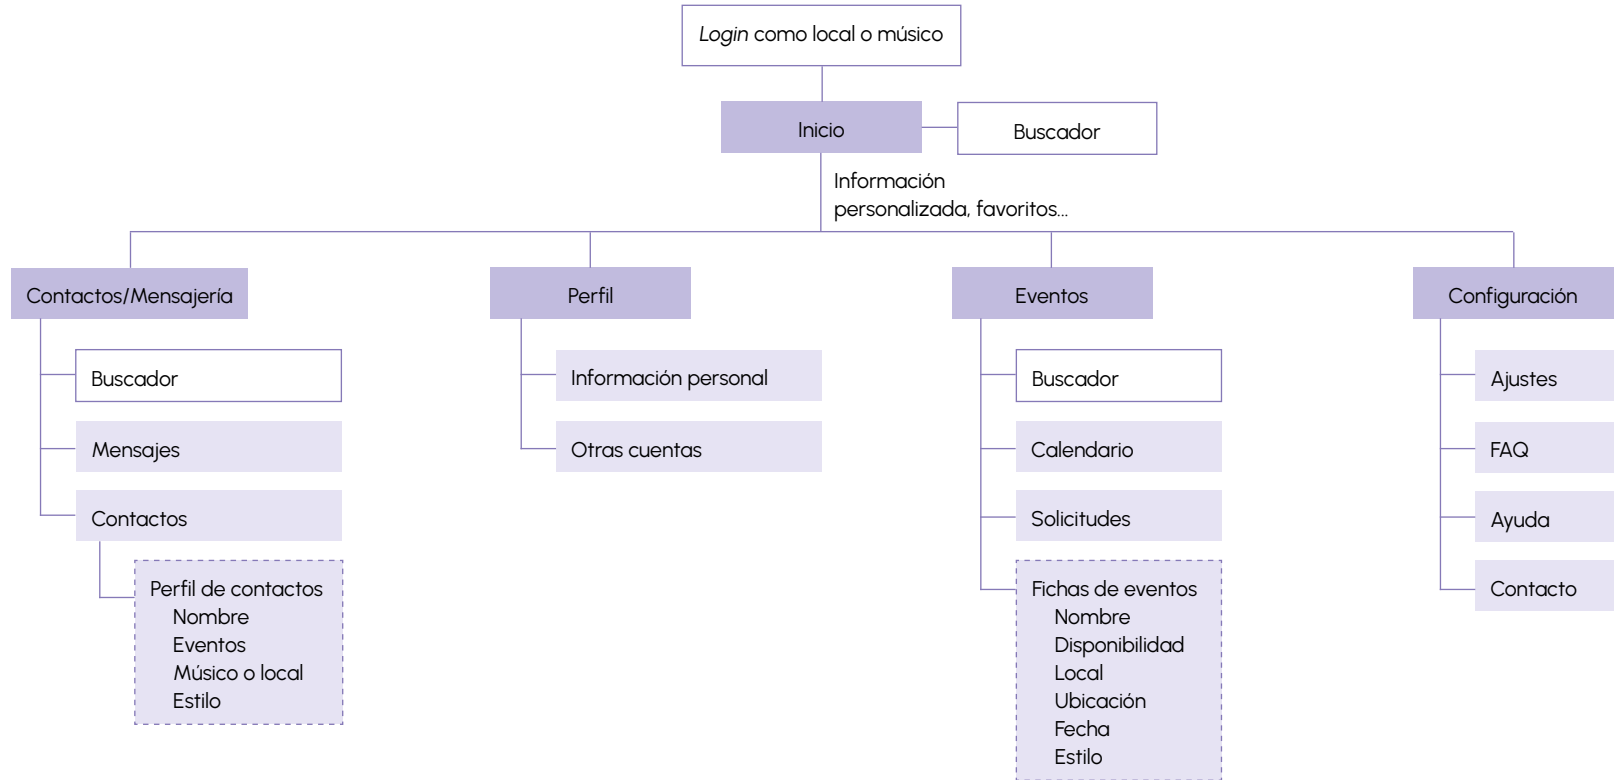 Login como local o músico
Inicio
Buscador
Información
personalizada, favoritos...
Contactos/Mensajería
Buscador
Mensajes
Contactos
Perfil de contactos
Nombre
Eventos
Músico o local
Estilo
Perfil
Información personal
Otras cuentas
Eventos
Buscador
Calendario
Solicitudes
Fichas de eventos
Nombre
Disponibilidad
Local
Ubicación
Fecha
Estilo
Configuración
Ajustes
FAQ
Ayuda
Contacto